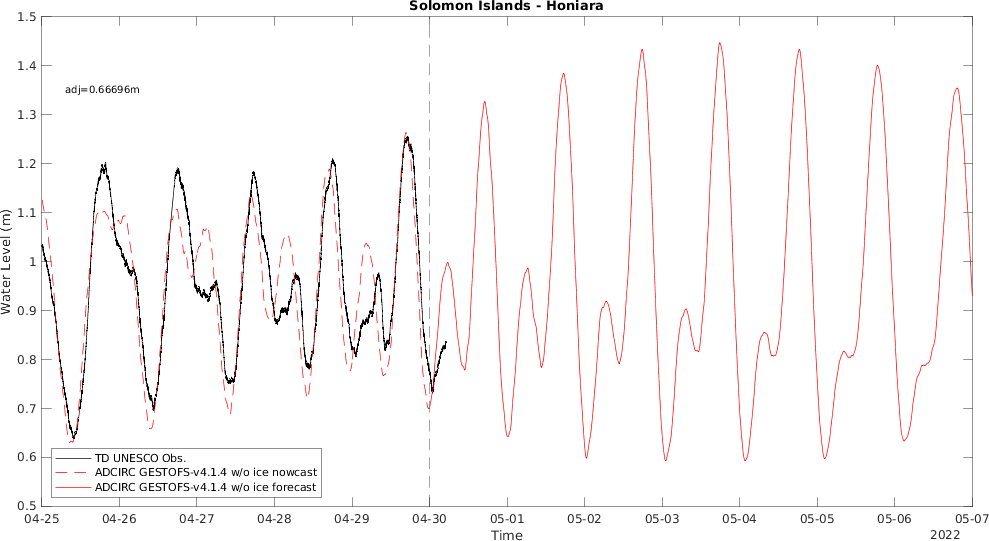 Solomon Islands - Honiara
1.5
1.4
1.3
1.2
1.1
1
0.9
0.8
0.7
0.6
0.5
Water Level (m)
adj=0.66696m
TD UNESCO Obs.
ADCIRC GESTOFS-v4.1.4 w/o ice nowcast
ADCIRC GESTOFS-v4.1.4 w/o ice forecast
04-25 04-26 04-27 04-28 04-29 04-30 05-01 05-02 05-03 05-04 05-05 05-06 05-07
Time
2022